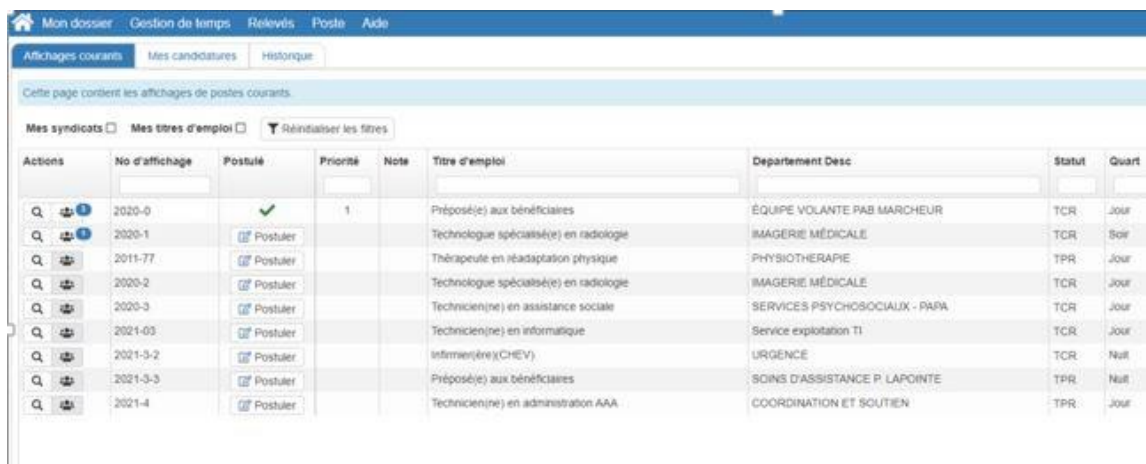 Mon dossier Gestion de temps Relevés Poste Aide
Affichages courants Mes candidatures Historique
Cette page contient les affichages de postes courants.
Mes syndicats Mes titres d'emploi Réinitialiser les filtres
Actions No d'affichage Postulé Priorité Note Titre d'emploi Departement Desc Statut Quart
2020-0 1 Préposé(e) aux bénéficiaires ÉQUIPE VOLANTE PAB MARCHEUR TCR Jour
2020-1 Postuler Technologue spécialisé(e) en radiologie IMAGERIE MÉDICALE TCR Soir
2011-77 Postuler Thérapeute en réadaptation physique PHYSIOTHERAPIE TPR Jour
2020-2 Postuler Technologue spécialisé(e) en radiologie IMAGERIE MÉDICALE TCR Jour
2020-3 Postuler Technicien(ne) en assistance sociale SERVICES PSYCHOSOCIAUX - PAPA TCR Jour
2021-03 Postuler Technicien(ne) en informatique Service exploitation TI TCR Jour
2021-3-2 Postuler Infirmier(ère)(CHEV) URGENCE TCR Nuit
2021-3-3 Postuler Préposé(e) aux bénéficiaires SOINS D'ASSISTANCE P. LAPOINTE TPR Nuit
2021-4 Postuler Technicien(ne) en administration AAA COORDINATION ET SOUTIEN TPR Jour